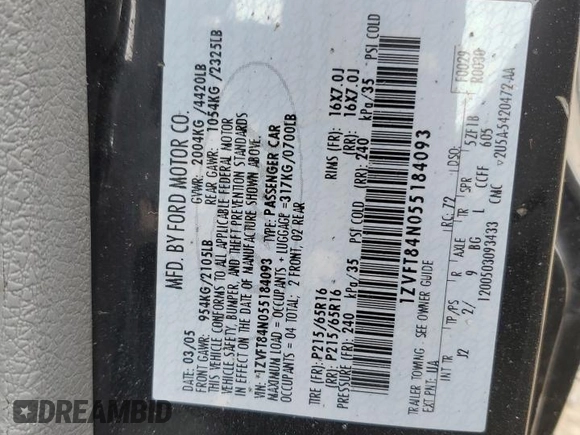 MFD. BY FORD MOTOR CO.
DATE: 03/05 GVWR: 2004KG /4420LB
FRONT GAWR: 954KG/2105LB REAR GAWR: 1054KG /2325LB
THIS VEHICLE CONFORMS TO ALL APPLICABLE FEDERAL MOTOR
VEHICLE SAFETY, BUMPER, AND THEFT PREVENTION STANDARDS
IN EFFECT ON THE DATE OF MANUFACTURE SHOWN ABOVE.
VIN: 1ZVFT84N055184093 TYPE: PASSENGER CAR
MAXIMUM LOAD = OCCUPANTS + LUGGAGE =317KG/0700LB
OCCUPANTS = 04 TOTAL: 2 FRONT: 02 REAR
TIRE (FR): P215/65R16 RIMS (FR): 16X7.0J
(RR): P215/65R16 (RR): 16X7.0J
(FR): 240 kPa/35 PSI COLD (RR): 240 kPa/35 PSI COLD
1ZVFT84N055184093
TRAILER TOWING - SEE OWNER GUIDE F0029
EXT PNT: UA RC: 72 DSO: R0030
INT TR TP/PS R AXLE TR SPR 5ZF1B
J2 2/ 9 BG L CCFF 605
1200503093433 CMC 2U5A-5420472-AA
DREAMBID